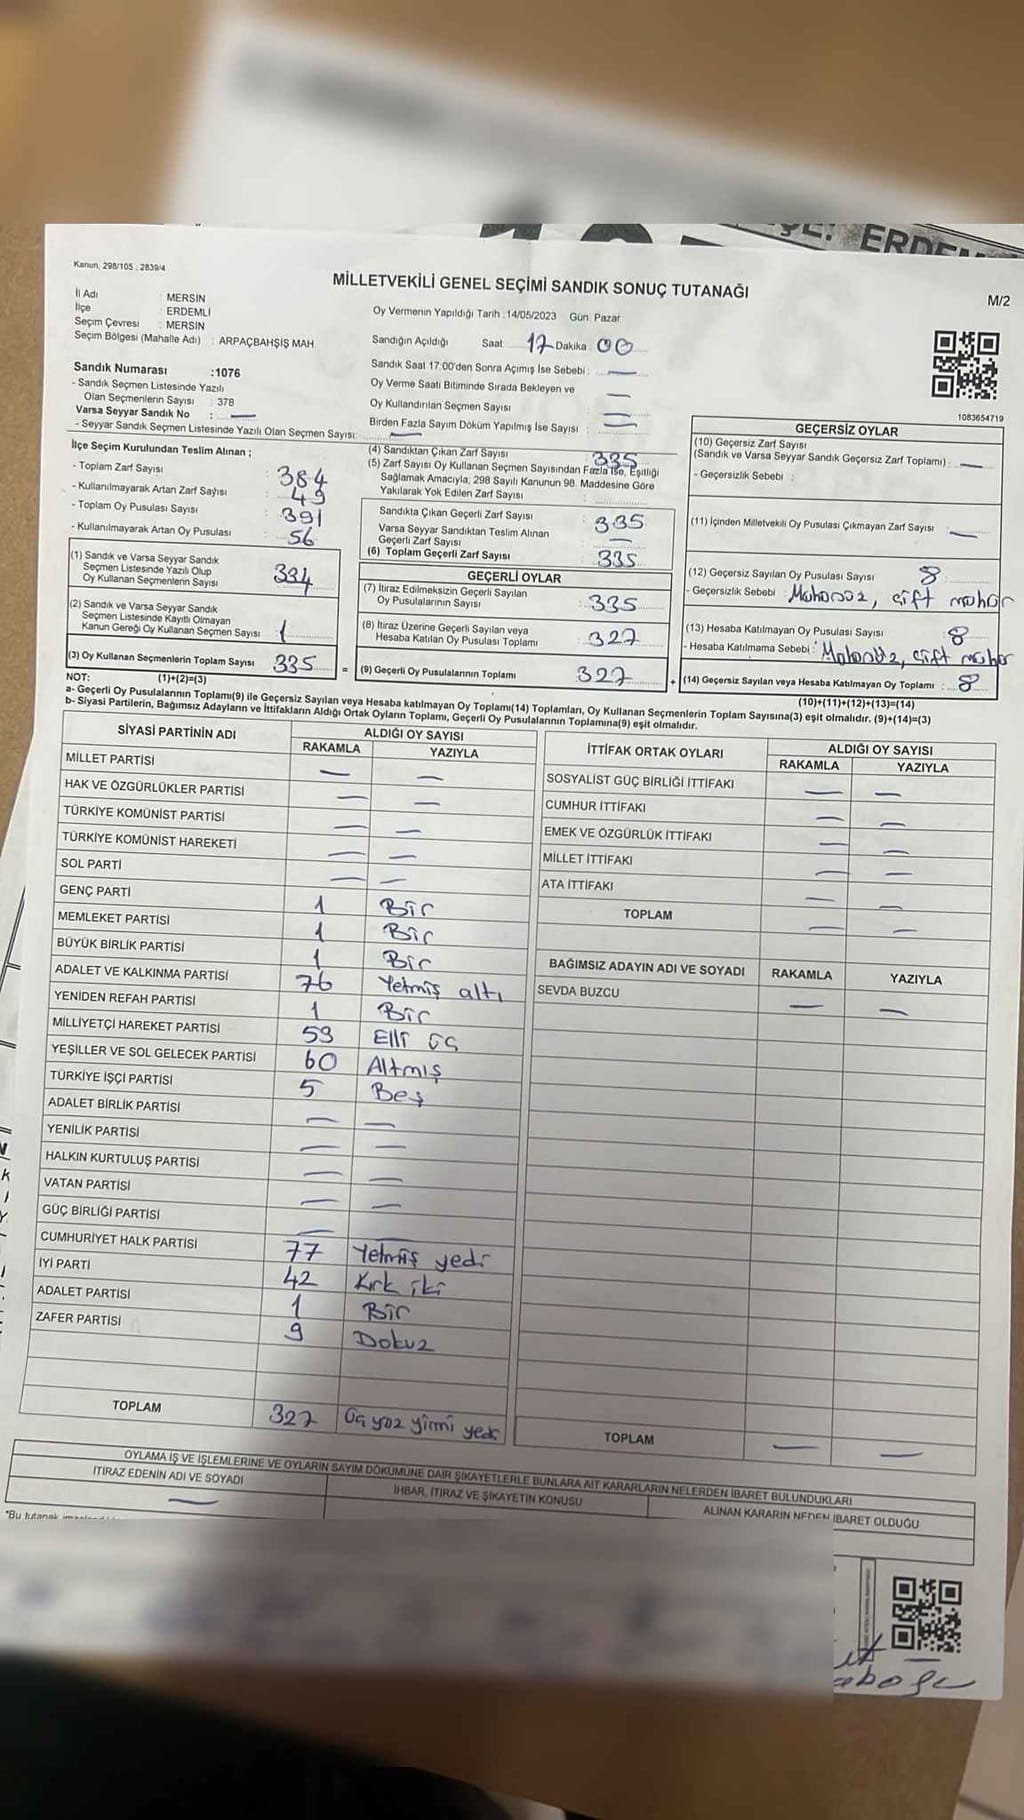 ERDEM
Kanun, 298/105 , 2839/4
MİLLETVEKİLİ GENEL SEÇİMİ SANDIK SONUÇ TUTANAĞI
M/2
İl Adı : MERSIN
İlçe : ERDEMLİ
Seçim Çevresi : MERSİN
Seçim Bölgesi (Mahalle Adı) : ARPAÇBAHŞİŞ MAH
Oy Vermenin Yapıldığı Tarih :14/05/2023 Gün: Pazar
Sandığın Açıldığı Saat: 17 Dakika: 00
Sandık Saat 17.00'den Sonra Açımış İse Sebebi : —
Oy Verme Saati Bitiminde Sırada Bekleyen ve
Oy Kullandırılan Seçmen Sayısı —
Birden Fazla Sayım Döküm Yapılmış İse Sayısı : —
1083654719
Sandık Numarası :1076
- Sandık Seçmen Listesinde Yazılı
Olan Seçmenlerin Sayısı : 378
Varsa Seyyar Sandık No : —
- Seyyar Sandık Seçmen Listesinde Yazılı Olan Seçmen Sayısı: —
İlçe Seçim Kurulundan Teslim Alınan ;
- Toplam Zarf Sayısı : 384
- Kullanılmayarak Artan Zarf Sayısı : 49
- Toplam Oy Pusulası Sayısı : 391
- Kullanılmayarak Artan Oy Pusulası : 56
(1) Sandık ve Varsa Seyyar Sandık
Seçmen Listesinde Yazılı Olup
Oy Kullanan Seçmenlerin Sayısı : 334
(2) Sandık ve Varsa Seyyar Sandık
Seçmen Listesinde Kayıtlı Olmayan
Kanun Gereği Oy Kullanan Seçmen Sayısı : 1
(3) Oy Kullanan Seçmenlerin Toplam Sayısı : 335 =
(4) Sandıktan Çıkan Zarf Sayısı : 335
(5) Zarf Sayısı Oy Kullanan Seçmen Sayısından Fazla İse, Eşitliği
Sağlamak Amacıyla, 298 Sayılı Kanunun 98. Maddesine Göre
Yakılarak Yok Edilen Zarf Sayısı :
Sandıkta Çıkan Geçerli Zarf Sayısı : 335
Varsa Seyyar Sandıktan Teslim Alınan
Geçerli Zarf Sayısı : —
(6) Toplam Geçerli Zarf Sayısı : 335
GEÇERLİ OYLAR
(7) İtiraz Edilmeksizin Geçerli Sayılan
Oy Pusulalarının Sayısı : 335
(8) İtiraz Üzerine Geçerli Sayılan veya
Hesaba Katılan Oy Pusulası Toplamı : 327
(9) Geçerli Oy Pusulalarının Toplamı : 327 +
GEÇERSİZ OYLAR
(10) Geçersiz Zarf Sayısı
(Sandık ve Varsa Seyyar Sandık Geçersiz Zarf Toplamı) : —
- Geçersizlik Sebebi :
(11) İçinden Milletvekili Oy Pusulası Çıkmayan Zarf Sayısı : —
(12) Geçersiz Sayılan Oy Pusulası Sayısı : 8
- Geçersizlik Sebebi : Mühürsüz, çift mühür
(13) Hesaba Katılmayan Oy Pusulası Sayısı : 8
- Hesaba Katılmama Sebebi : Mühürsüz, çift mühür
(14) Geçersiz Sayılan veya Hesaba Katılmayan Oy Toplamı : 8
NOT: (1)+(2)=(3)
(10)+(11)+(12)+(13)=(14)
a- Geçerli Oy Pusulalarının Toplamı(9) ile Geçersiz Sayılan veya Hesaba katılmayan Oy Toplamı(14) Toplamları, Oy Kullanan Seçmenlerin Toplam Sayısına(3) eşit olmalıdır. (9)+(14)=(3)
b- Siyasi Partilerin, Bağımsız Adayların ve İttifakların Aldığı Ortak Oyların Toplamı, Geçerli Oy Pusulalarının Toplamına(9) eşit olmalıdır.
SİYASİ PARTİNİN ADI ALDIĞI OY SAYISI
RAKAMLA YAZIYLA
MİLLET PARTİSİ — —
HAK VE ÖZGÜRLÜKLER PARTİSİ — —
TÜRKİYE KOMÜNİST PARTİSİ — —
TÜRKİYE KOMÜNİST HAREKETİ — —
SOL PARTİ — —
GENÇ PARTİ 1 Bir
MEMLEKET PARTİSİ 1 Bir
BÜYÜK BİRLİK PARTİSİ 1 Bir
ADALET VE KALKINMA PARTİSİ 76 Yetmiş altı
YENİDEN REFAH PARTİSİ 1 Bir
MİLLİYETÇİ HAREKET PARTİSİ 53 Elli üç
YEŞİLLER VE SOL GELECEK PARTİSİ 60 Altmış
TÜRKİYE İŞÇİ PARTİSİ 5 Beş
ADALET BİRLİK PARTİSİ — —
YENİLİK PARTİSİ — —
HALKIN KURTULUŞ PARTİSİ — —
VATAN PARTİSİ — —
GÜÇ BİRLİĞİ PARTİSİ — —
CUMHURİYET HALK PARTİSİ 77 Yetmiş yedi
İYİ PARTİ 42 Kırk iki
ADALET PARTİSİ 1 Bir
ZAFER PARTİSİ 9 Dokuz
TOPLAM 327 Üç yüz yirmi yedi
İTTİFAK ORTAK OYLARI ALDIĞI OY SAYISI
RAKAMLA YAZIYLA
SOSYALİST GÜÇ BİRLİĞİ İTTİFAKI — —
CUMHUR İTTİFAKI — —
EMEK VE ÖZGÜRLÜK İTTİFAKI — —
MİLLET İTTİFAKI — —
ATA İTTİFAKI — —
TOPLAM — —
BAĞIMSIZ ADAYIN ADI VE SOYADI RAKAMLA YAZIYLA
SEVDA BUZCU — —
TOPLAM — —
OYLAMA İŞ VE İŞLEMLERİNE VE OYLARIN SAYIM DÖKÜMÜNE DAİR ŞİKAYETLERLE BUNLARA AİT KARARLARIN NELERDEN İBARET BULUNDUKLARI
İTİRAZ EDENİN ADI VE SOYADI İHBAR, İTİRAZ VE ŞİKAYETİN KONUSU ALINAN KARARIN NEDEN İBARET OLDUĞU
—
*Bu tutanak